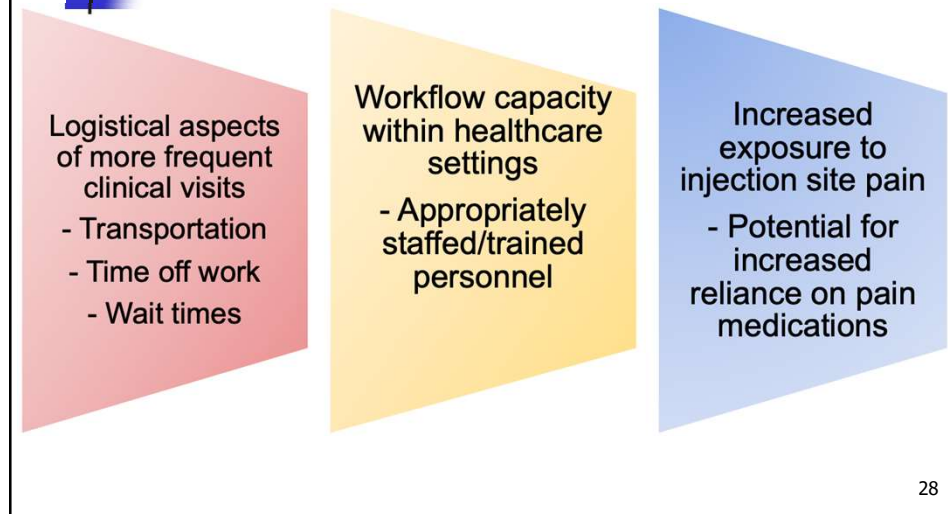 Logistical aspects
of more frequent
clinical visits
- Transportation
- Time off work
- Wait times
Workflow capacity
within healthcare
settings
- Appropriately
staffed/trained
personnel
Increased
exposure to
injection site pain
- Potential for
increased
reliance on pain
medications
28